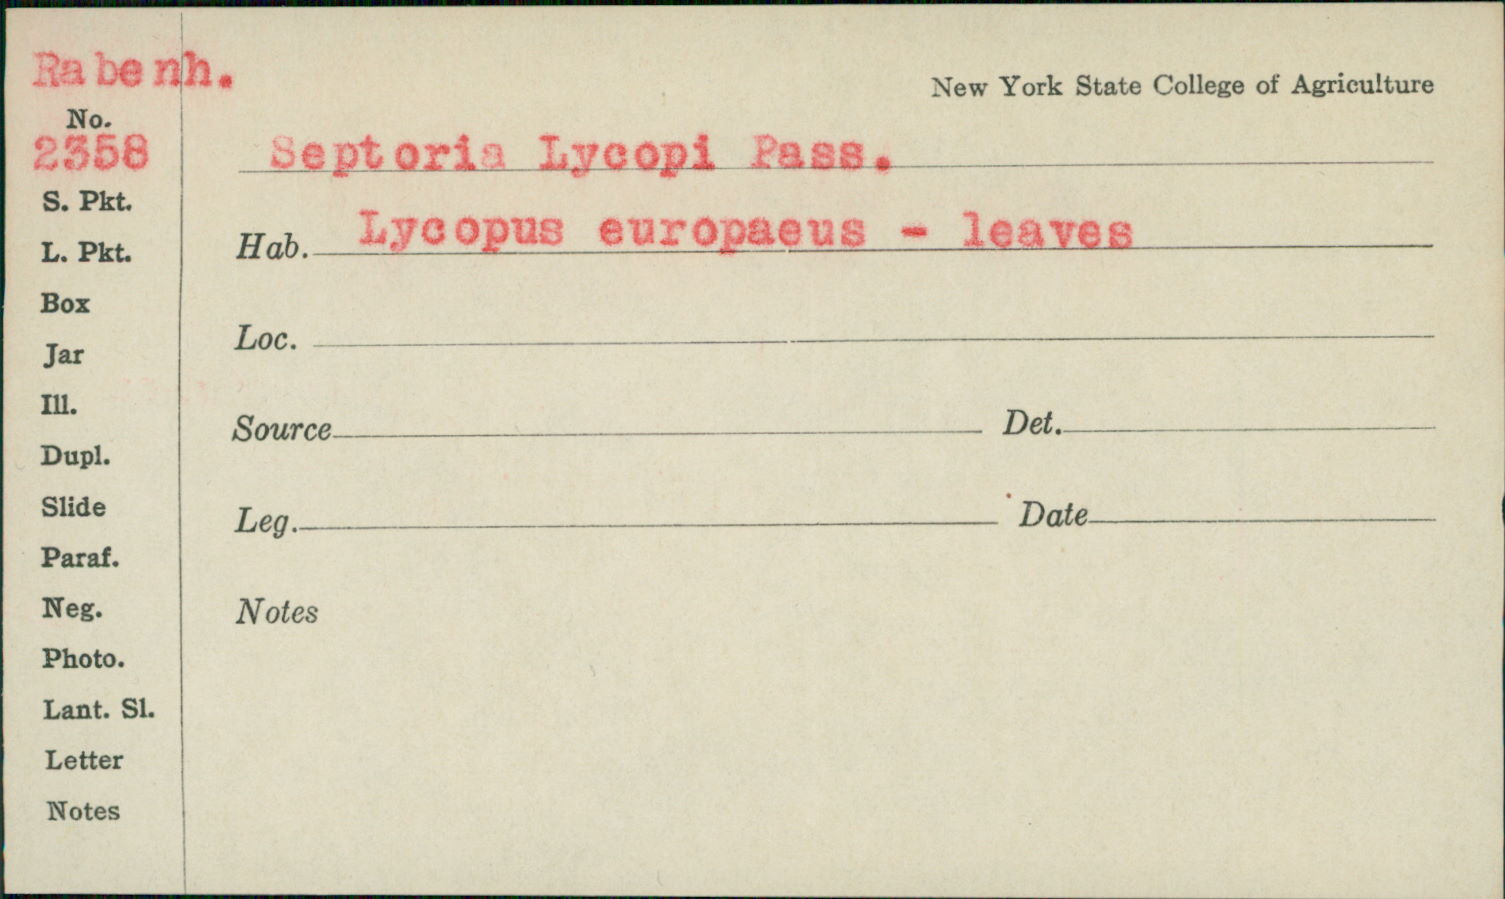 Rabenh.
New York State College of Agriculture
No.
2358
Septoria Lycopi Pass.
S. Pkt.
Hab. Lycopus europaeus - leaves
L. Pkt.
Box
Loc.
Jar
Ill.
Source Det.
Dupl.
Slide
Leg. Date
Paraf.
Neg.
Notes
Photo.
Lant. Sl.
Letter
Notes